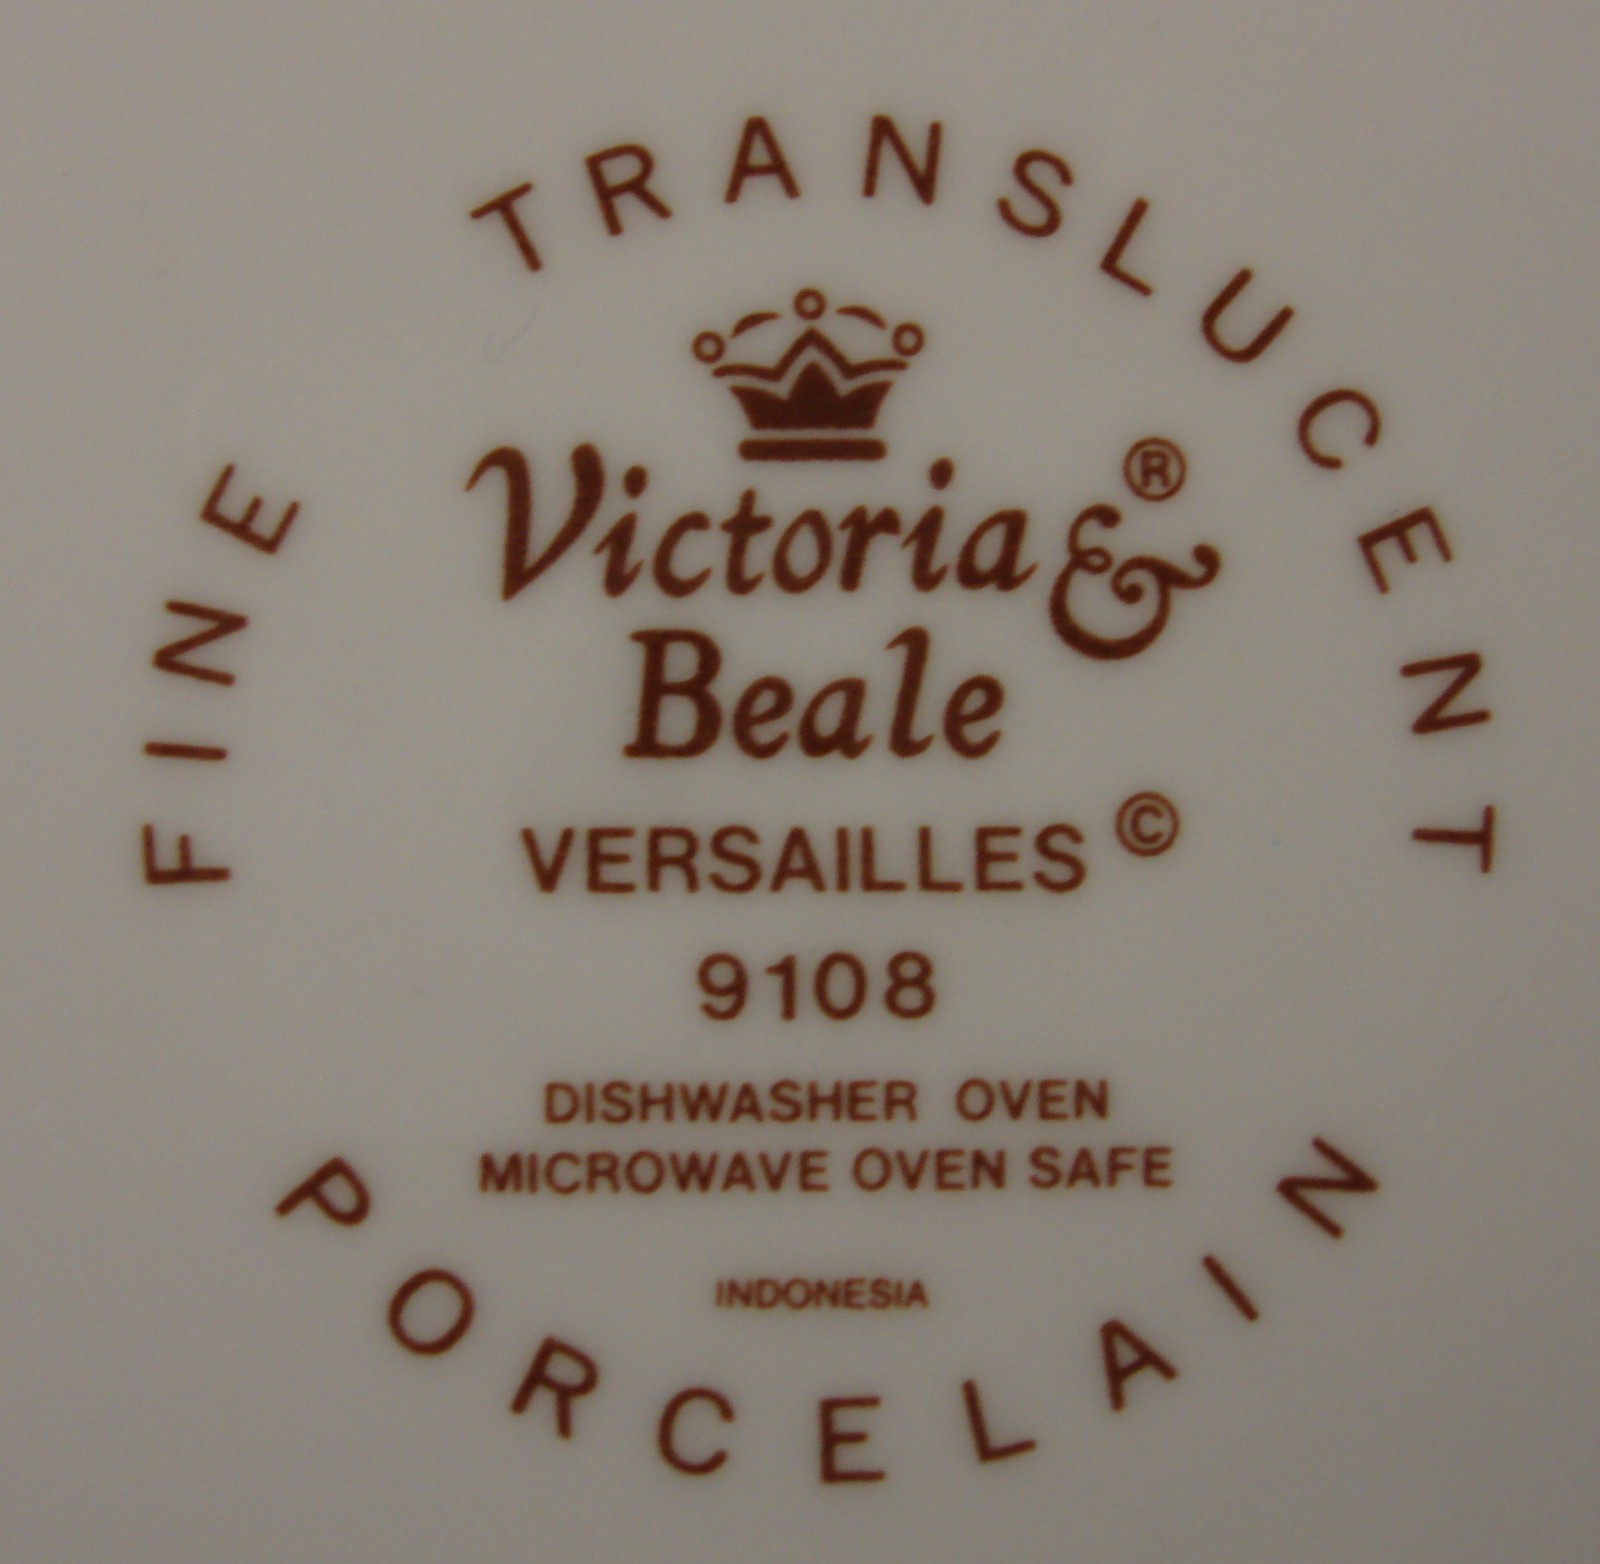 FINE TRANSLUCENT
Victoria & ®
Beale
VERSAILLES ©
9108
DISHWASHER OVEN
MICROWAVE OVEN SAFE
INDONESIA
PORCELAIN